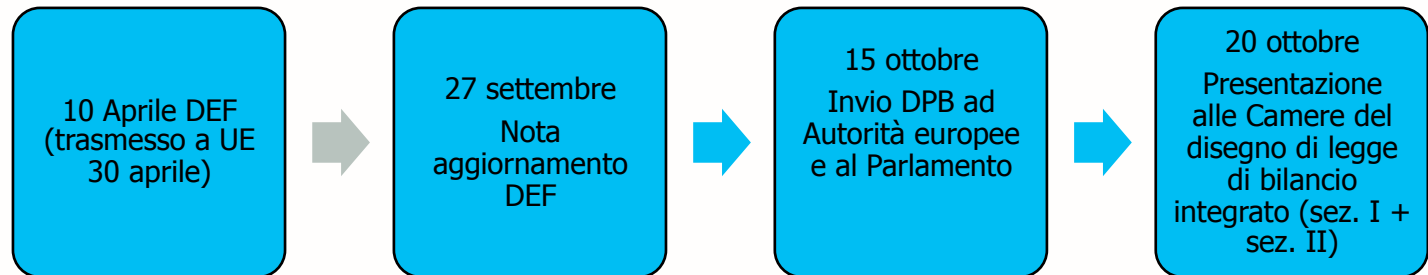 10 Aprile DEF
(trasmesso a UE
30 aprile)
27 settembre
Nota
aggiornamento
DEF
15 ottobre
Invio DPB ad
Autorità europee
e al Parlamento
20 ottobre
Presentazione
alle Camere del
disegno di legge
di bilancio
integrato (sez. I +
sez. II)